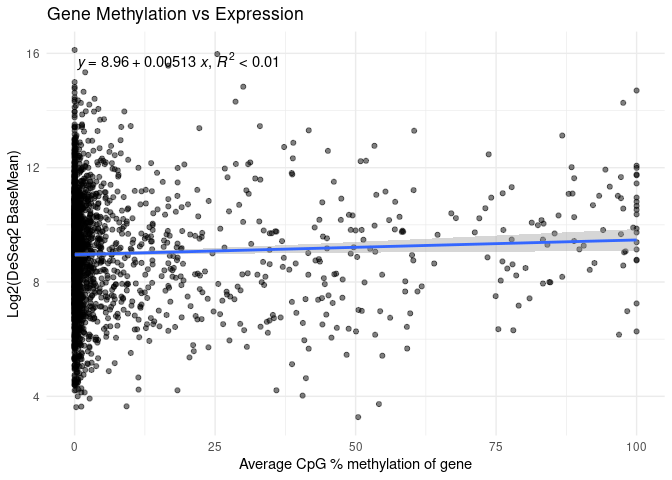 Gene Methylation vs Expression
y = 8.96 + 0.00513 x, R² < 0.01
16
12
8
4
Log2(DeSeq2 BaseMean)
0 25 50 75 100
Average CpG % methylation of gene